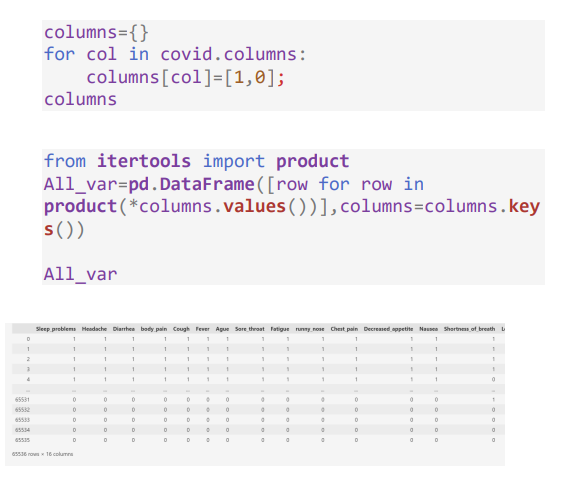 columns={}
for col in covid.columns:
    columns[col]=[1,0];
columns
from itertools import product
All_var=pd.DataFrame([row for row in
product(*columns.values())],columns=columns.key
s())
All_var
Sleep_problems Headache Diarrhea body_pain Cough Fever Ague Sore_throat Fatigue runny_nose Chest_pain Decreased_appetite Nausea Shortness_of_breath
0 1 1 1 1 1 1 1 1 1 1 1 1 1 1
1 1 1 1 1 1 1 1 1 1 1 1 1 1 1
2 1 1 1 1 1 1 1 1 1 1 1 1 1 1
3 1 1 1 1 1 1 1 1 1 1 1 1 1 1
4 1 1 1 1 1 1 1 1 1 1 1 1 1 0
... ... ... ... ... ... ... ... ... ... ... ... ... ... ...
65531 0 0 0 0 0 0 0 0 0 0 0 0 0 1
65532 0 0 0 0 0 0 0 0 0 0 0 0 0 0
65533 0 0 0 0 0 0 0 0 0 0 0 0 0 0
65534 0 0 0 0 0 0 0 0 0 0 0 0 0 0
65535 0 0 0 0 0 0 0 0 0 0 0 0 0 0
65536 rows × 16 columns